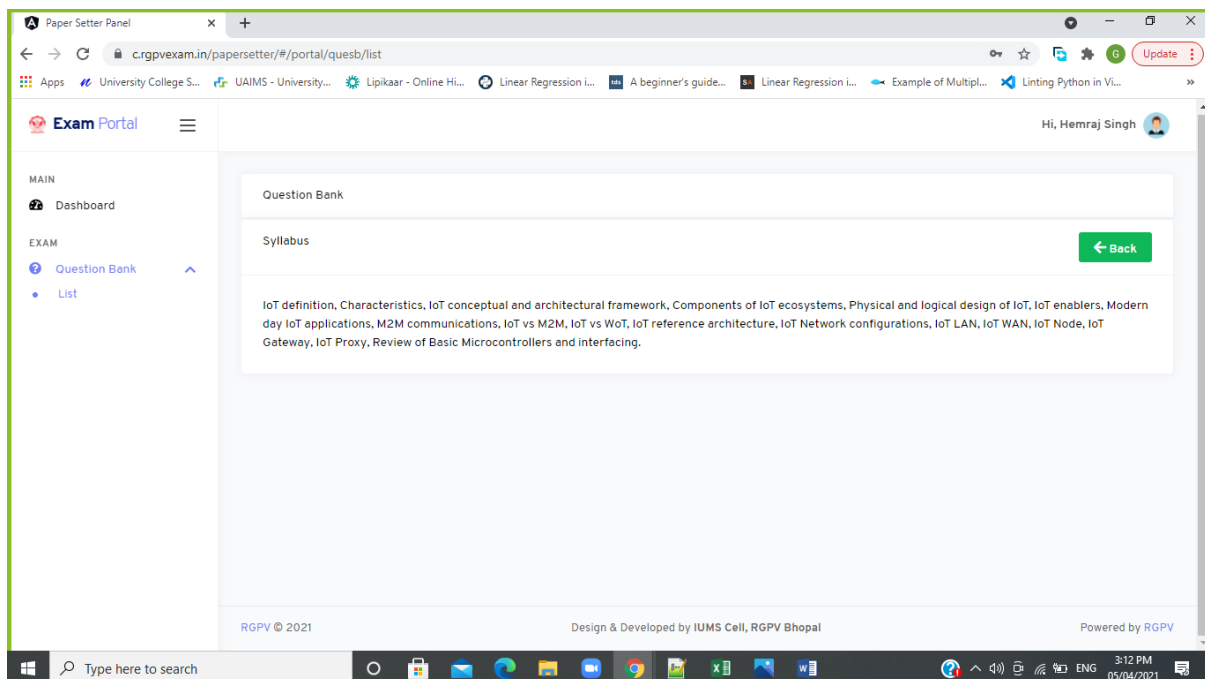 Paper Setter Panel
c.rgpvexam.in/papersetter/#/portal/quesb/list
G
Update
Apps
University College S...
UAIMS - University...
Lipikaar - Online Hi...
Linear Regression i...
tds
A beginner's guide...
SA
Linear Regression i...
Example of Multipl...
Linting Python in Vi...
»
Exam Portal
Hi, Hemraj Singh
MAIN
Dashboard
EXAM
Question Bank
List
Question Bank
Syllabus
Back
IoT definition, Characteristics, IoT conceptual and architectural framework, Components of IoT ecosystems, Physical and logical design of IoT, IoT enablers, Modern
day IoT applications, M2M communications, IoT vs M2M, IoT vs WoT, IoT reference architecture, IoT Network configurations, IoT LAN, IoT WAN, IoT Node, IoT
Gateway, IoT Proxy, Review of Basic Microcontrollers and interfacing.
RGPV © 2021
Design & Developed by IUMS Cell, RGPV Bhopal
Powered by RGPV
Type here to search
ENG
3:12 PM
05/04/2021